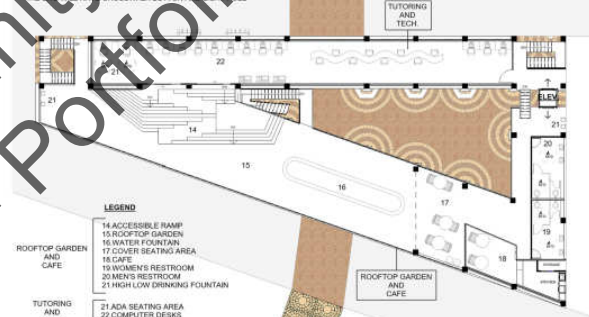 TUTORING
AND
TECH.
21
22
21
ELEV.
21
14
20
15
16
17
19
18
LEGEND
14.ACCESSIBLE RAMP
15.ROOFTOP GARDEN
16.WATER FOUNTAIN
17.COVER SEATING AREA
18.CAFE
19.WOMEN'S RESTROOM
20.MEN'S RESTROOM
21.HIGH LOW DRINKING FOUNTAIN
ROOFTOP GARDEN
AND
CAFE
ROOFTOP GARDEN
AND
CAFE
TUTORING
AND
21.ADA SEATING AREA
22.COMPUTER DESKS
Portfol